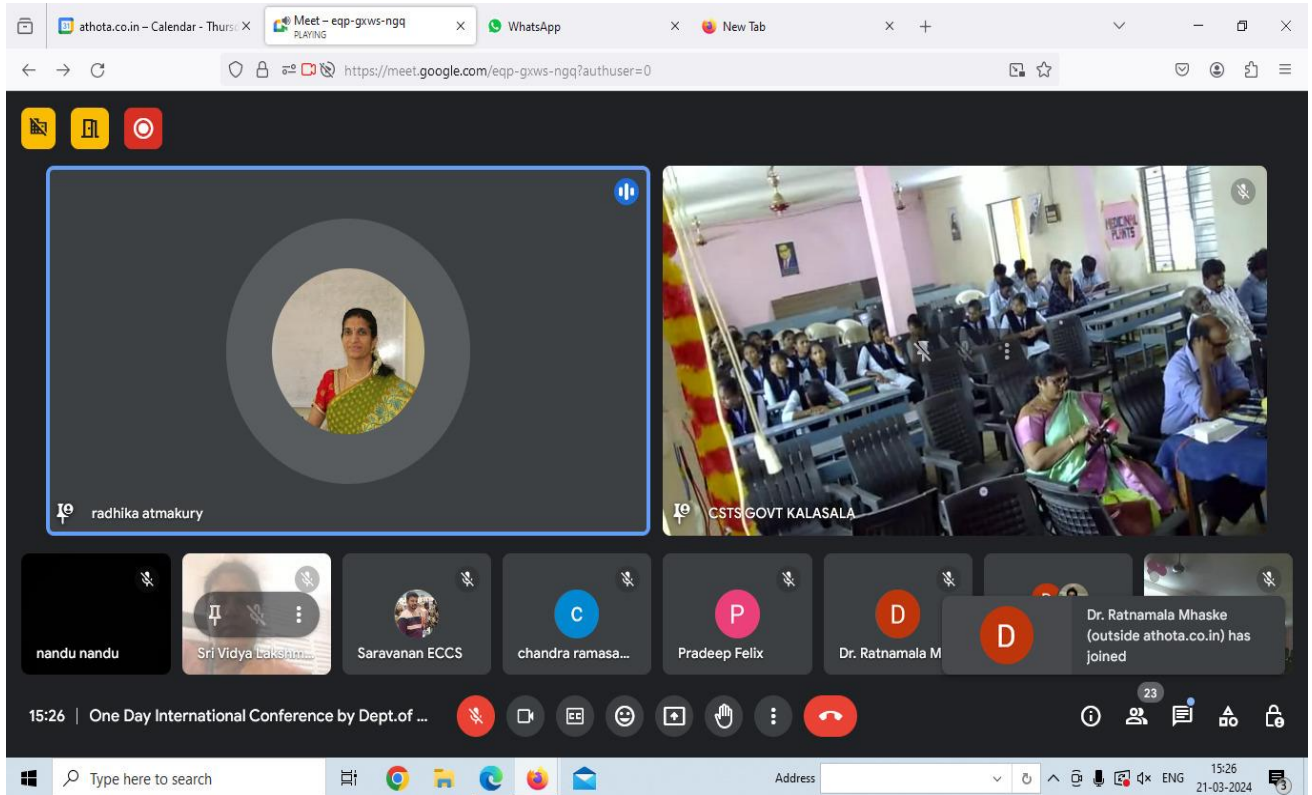 athota.co.in – Calendar - Thurs
Meet – eqp-gxws-ngq
PLAYING
WhatsApp
New Tab
https://meet.google.com/eqp-gxws-ngq?authuser=0
MEDICINAL
PLANTS
radhika atmakury
CSTS GOVT KALASALA
nandu nandu
Sri Vidya Lakshm...
Saravanan ECCS
C
chandra ramasa...
P
Pradeep Felix
D
Dr. Ratnamala M
D
D
Dr. Ratnamala Mhaske
(outside athota.co.in) has
joined
15:26 | One Day International Conference by Dept.of ...
CC
23
Type here to search
Address
ENG
15:26
21-03-2024
3